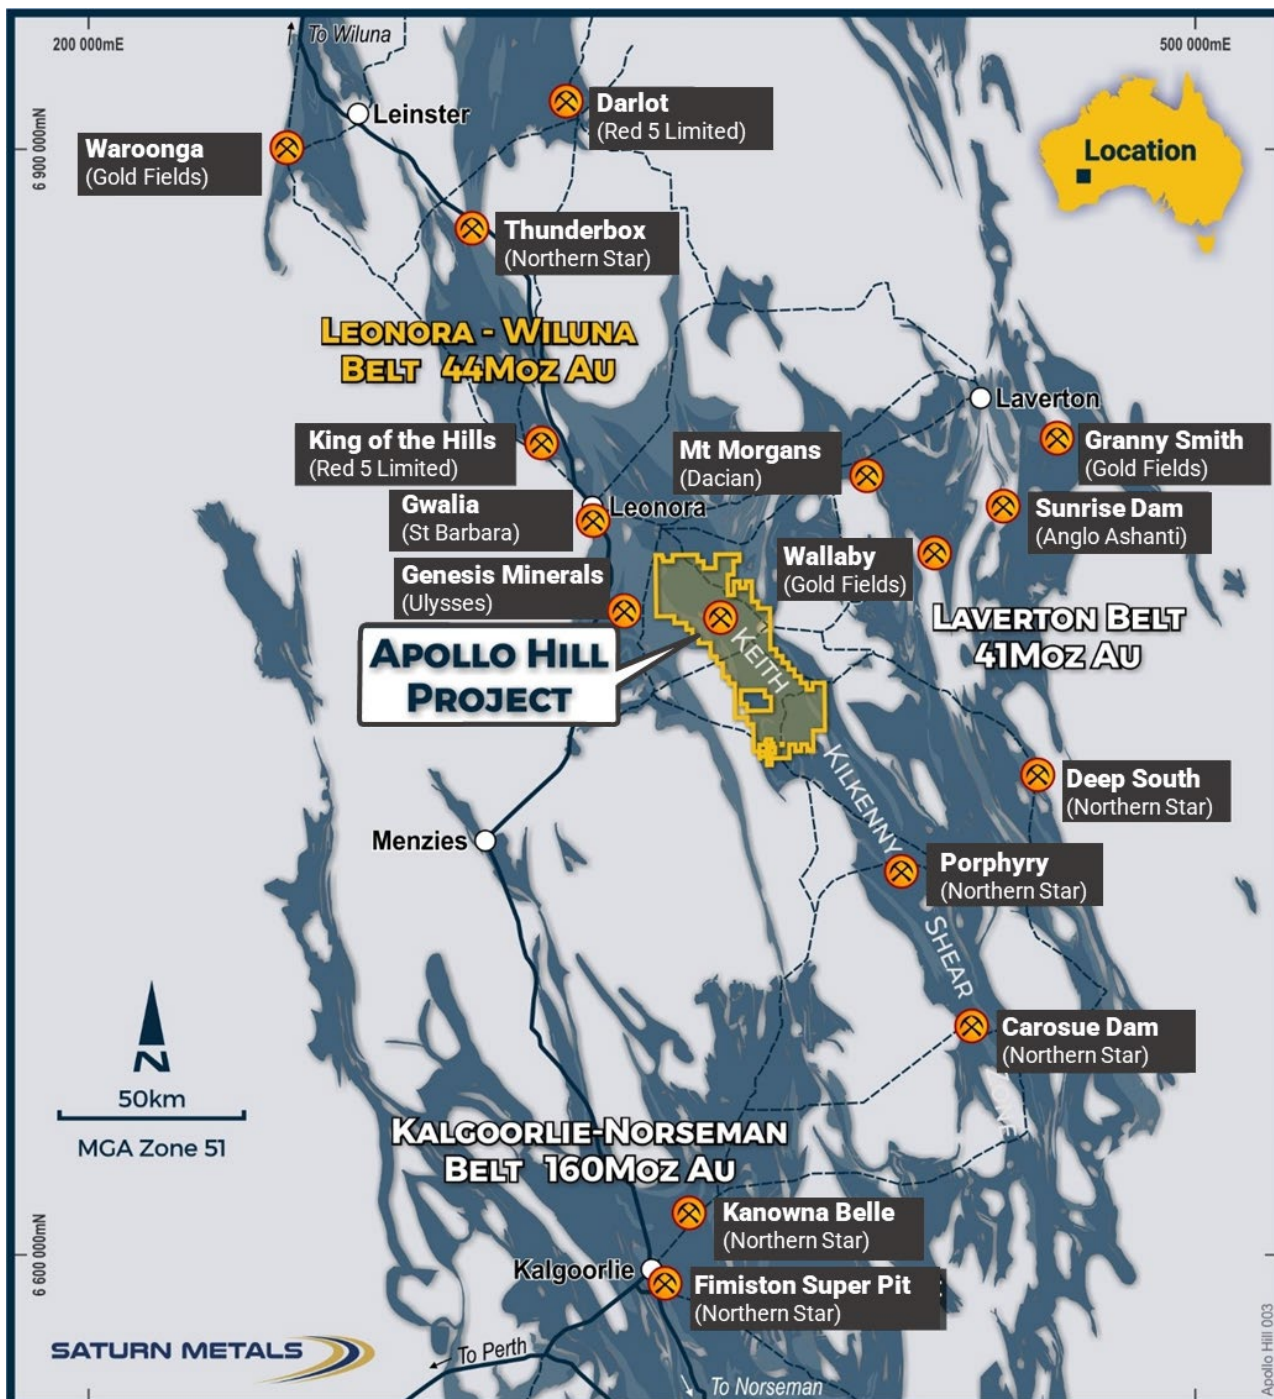 200 000mE
500 000mE
To Wiluna
Leinster
Darlot
(Red 5 Limited)
6 900 000mN
Waroonga
(Gold Fields)
Location
Thunderbox
(Northern Star)
LEONORA - WILUNA
BELT 44MOZ AU
Laverton
King of the Hills
(Red 5 Limited)
Mt Morgans
(Dacian)
Granny Smith
(Gold Fields)
Gwalia
(St Barbara)
Leonora
Sunrise Dam
(Anglo Ashanti)
Genesis Minerals
(Ulysses)
Wallaby
(Gold Fields)
LAVERTON BELT
41MOZ AU
APOLLO HILL
PROJECT
KEITH
KILKENNY
SHEAR
ZONE
Deep South
(Northern Star)
Menzies
Porphyry
(Northern Star)
Carosue Dam
(Northern Star)
N
50km
MGA Zone 51
KALGOORLIE-NORSEMAN
BELT 160MOZ AU
Kanowna Belle
(Northern Star)
6 600 000mN
Kalgoorlie
Fimiston Super Pit
(Northern Star)
SATURN METALS
To Perth
To Norseman
Apollo Hill 003